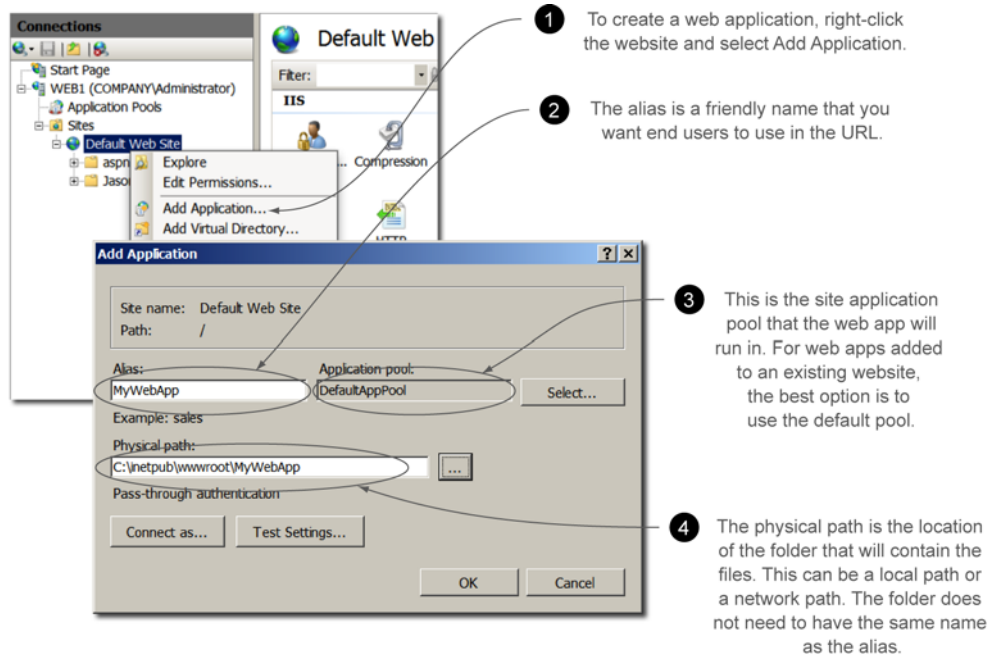 Connections
Start Page
WEB1 (COMPANY\Administrator)
Application Pools
Sites
Default Web Site
aspn
Jaso
Explore
Edit Permissions...
Add Application...
Add Virtual Directory...
Default Web
Filter:
IIS
... Compression
HTTP
1 To create a web application, right-click
the website and select Add Application.
2 The alias is a friendly name that you
want end users to use in the URL.
Add Application
Site name: Default Web Site
Path: /
Alias: Application pool:
MyWebApp DefaultAppPool Select...
Example: sales
Physical path:
C:\inetpub\wwwroot\MyWebApp ...
Pass-through authentication
Connect as... Test Settings...
OK Cancel
3 This is the site application
pool that the web app will
run in. For web apps added
to an existing website,
the best option is to
use the default pool.
4 The physical path is the location
of the folder that will contain the
files. This can be a local path or
a network path. The folder does
not need to have the same name
as the alias.